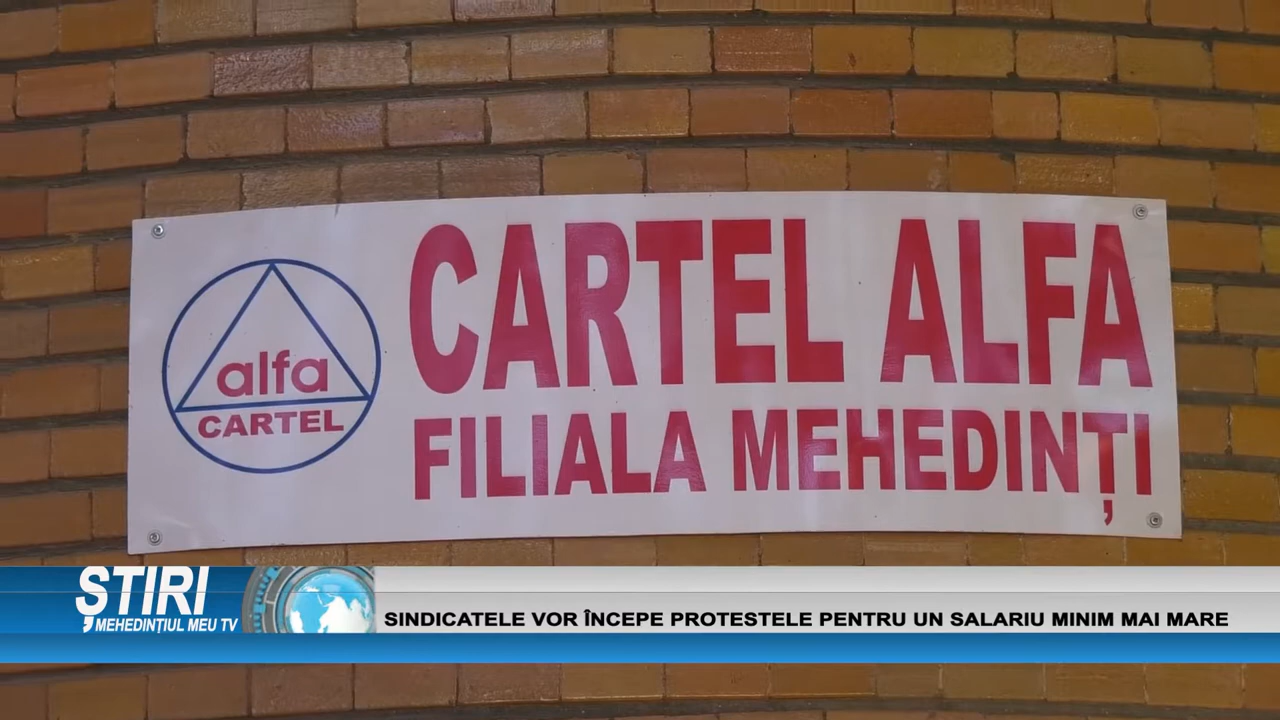 alfa
CARTEL
CARTEL ALFA
FILIALA MEHEDINȚI
ȘTIRI
MEHEDINȚIUL MEU TV
SINDICATELE VOR ÎNCEPE PROTESTELE PENTRU UN SALARIU MINIM MAI MARE